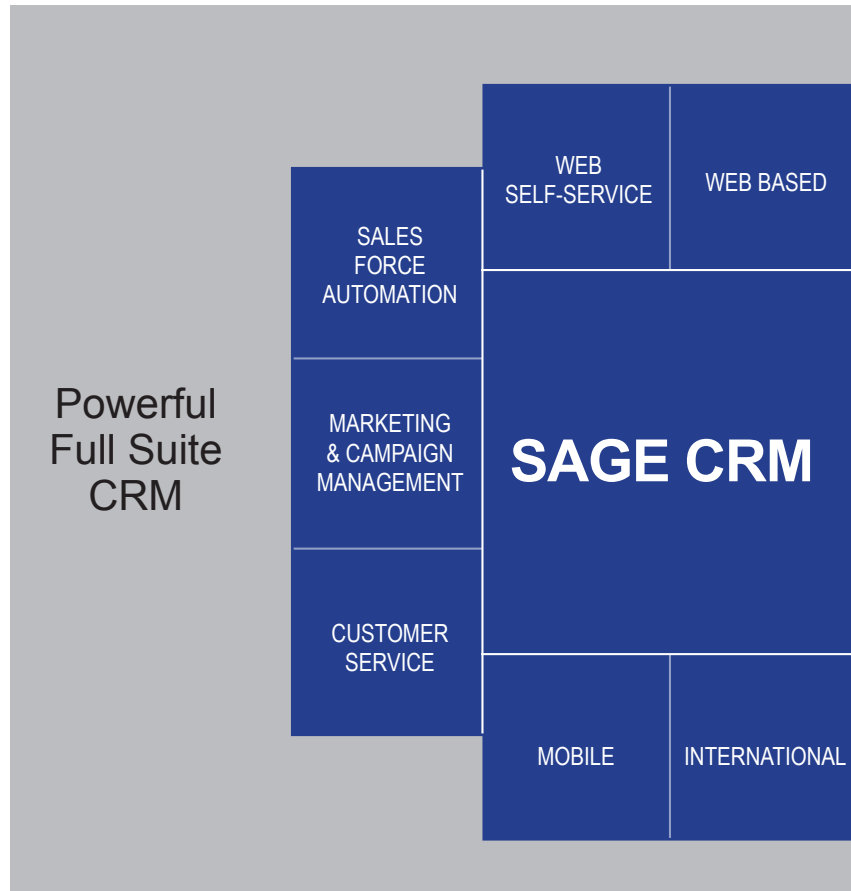 WEB
SELF-SERVICE
WEB BASED
SALES
FORCE
AUTOMATION
Powerful
Full Suite
CRM
MARKETING
& CAMPAIGN
MANAGEMENT
SAGE CRM
CUSTOMER
SERVICE
MOBILE
INTERNATIONAL